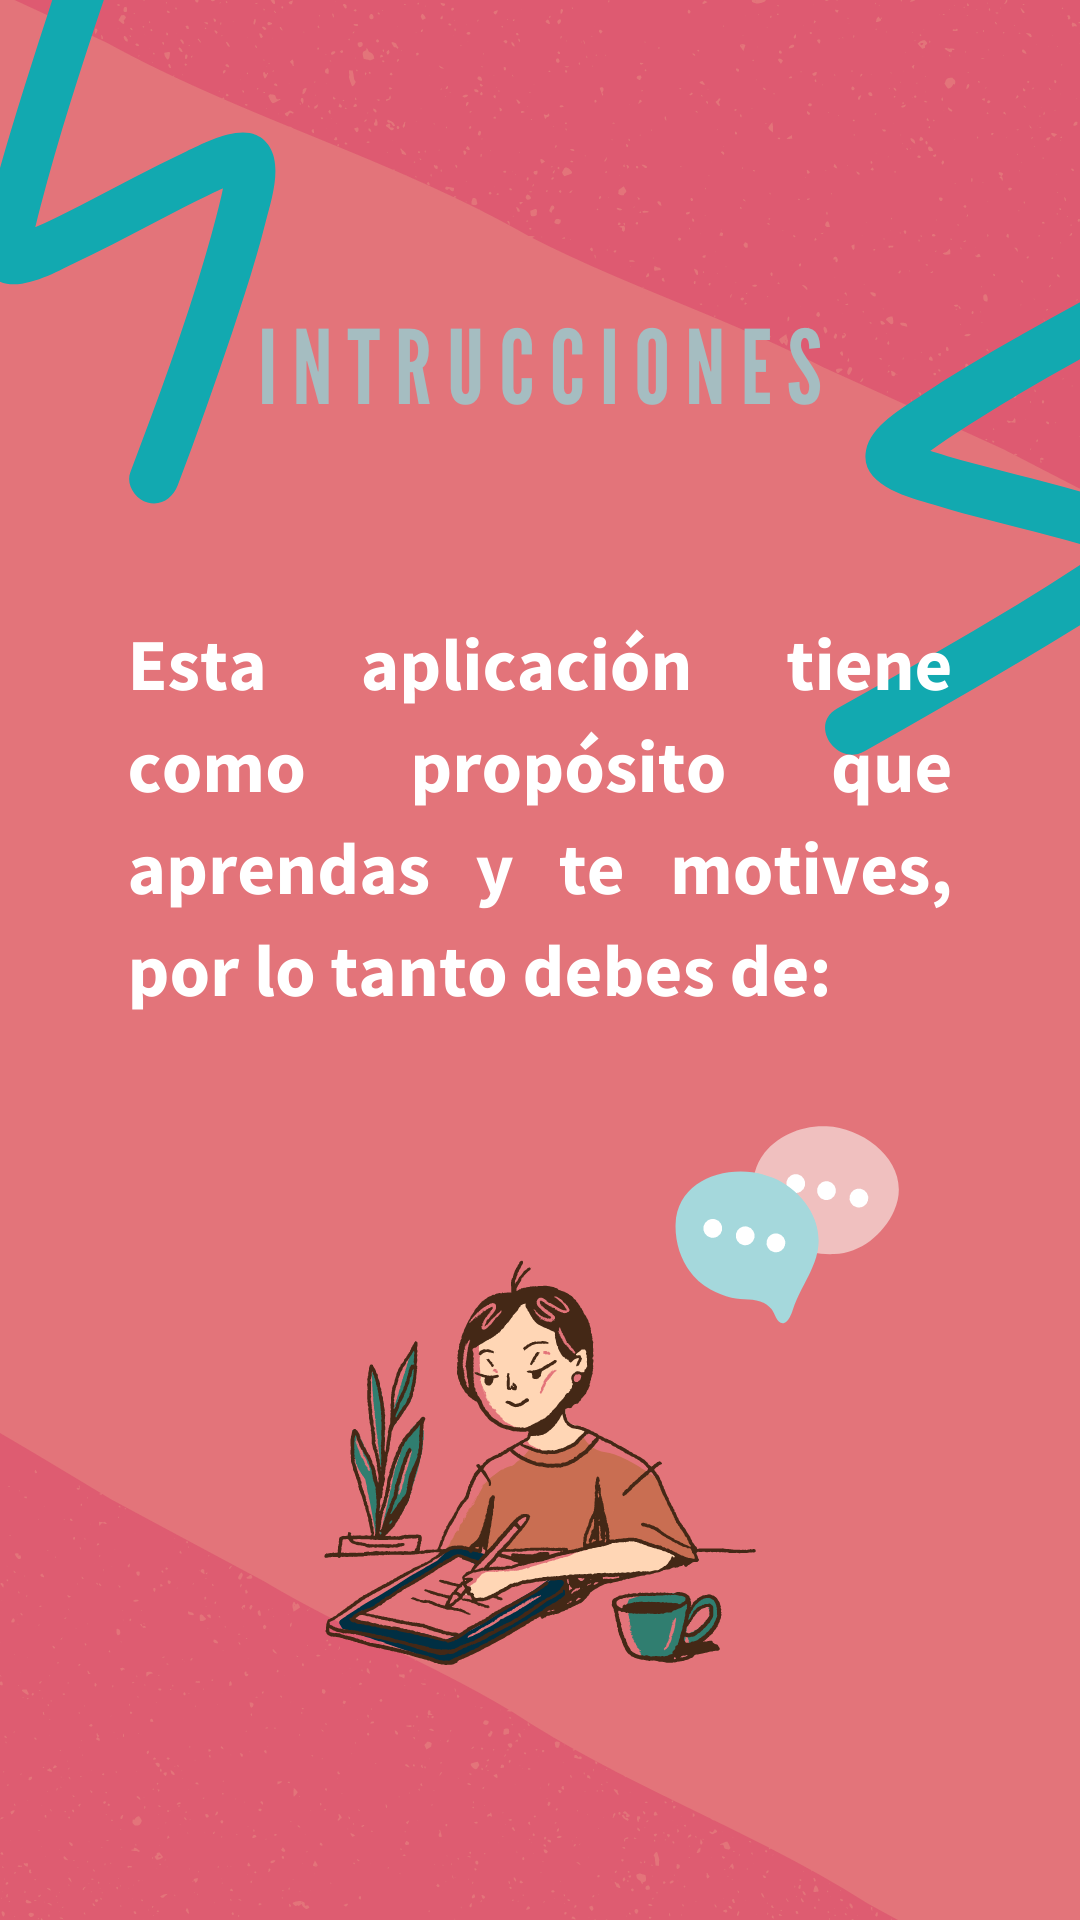 INTRUCCIONES
Esta aplicación tiene
como propósito que
aprendas y te motives,
por lo tanto debes de: